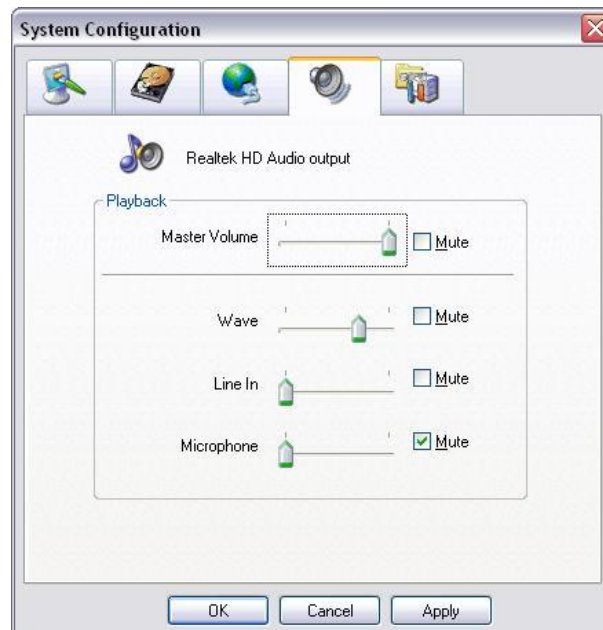 System Configuration
Realtek HD Audio output
Playback
Master Volume
Mute
Wave
Mute
Line In
Mute
Microphone
Mute
OK
Cancel
Apply